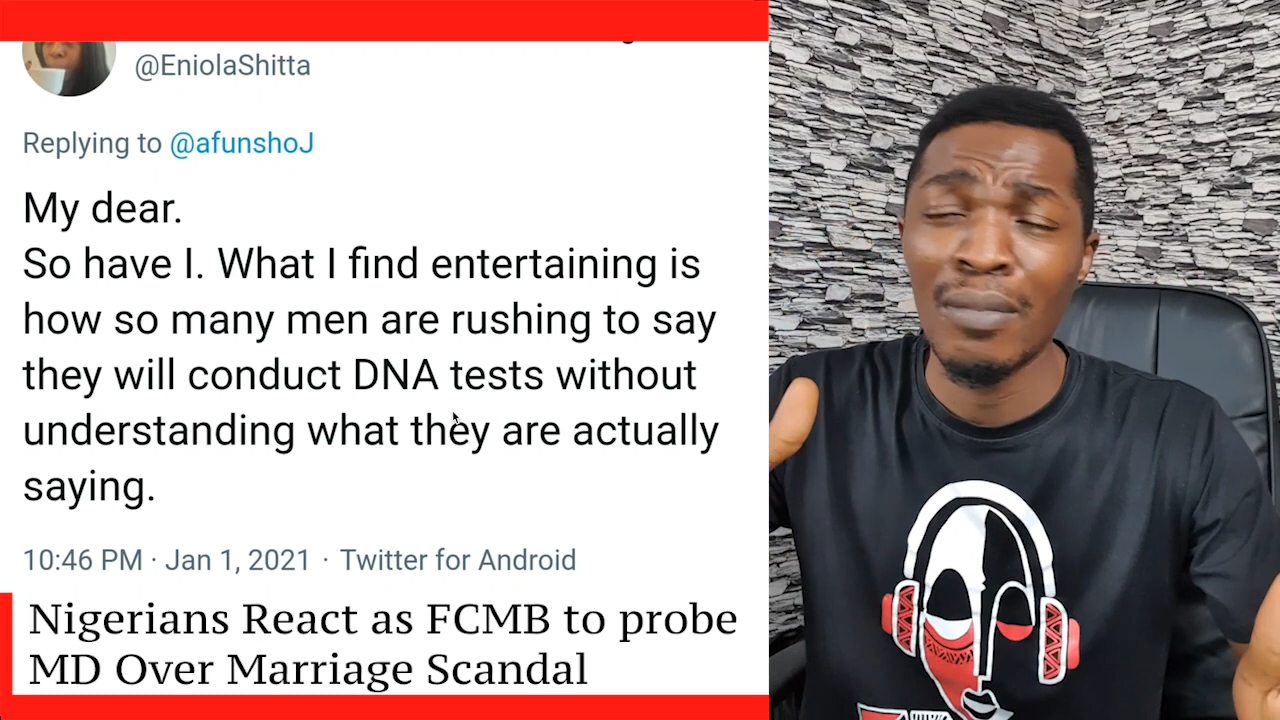 @EniolaShitta
Replying to @afunshoJ
My dear.
So have I. What I find entertaining is
how so many men are rushing to say
they will conduct DNA tests without
understanding what they are actually
saying.
10:46 PM · Jan 1, 2021 · Twitter for Android
Nigerians React as FCMB to probe
MD Over Marriage Scandal